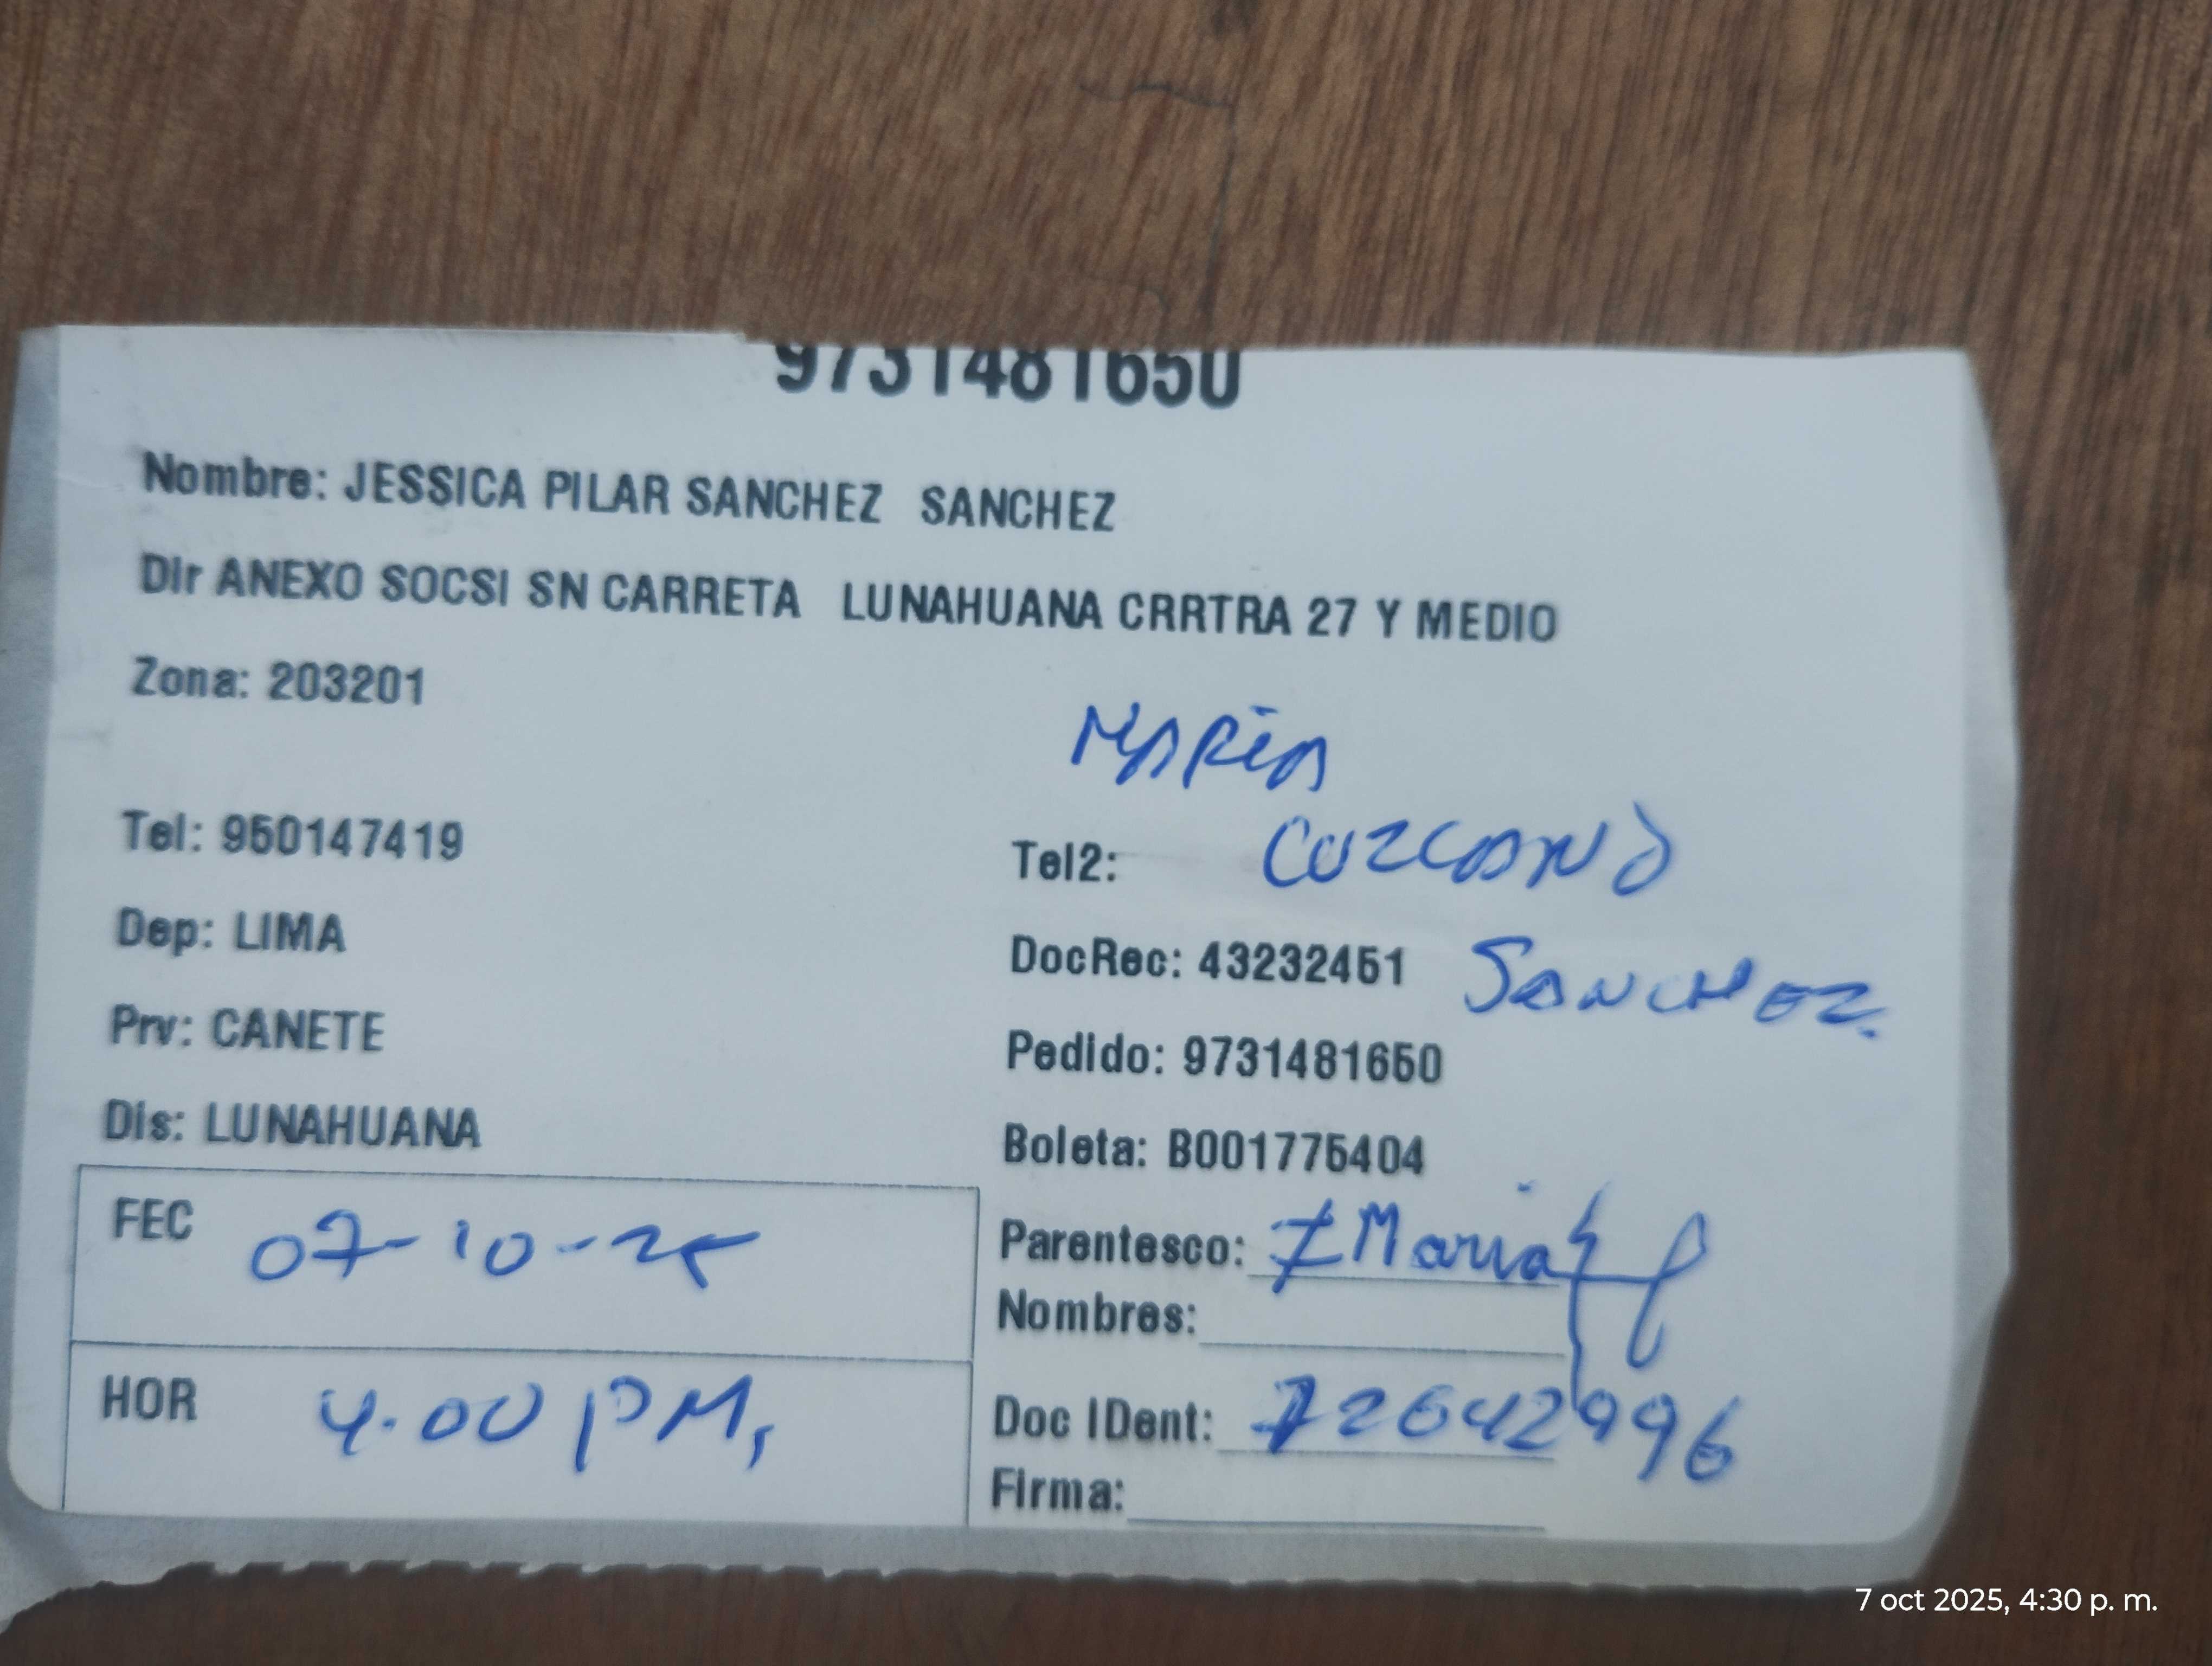 9731481650
Nombre: JESSICA PILAR SANCHEZ SANCHEZ
Dir ANEXO SOCSI SN CARRETA LUNAHUANA CRRTRA 27 Y MEDIO
Zona: 203201
MARÍA
Tel: 950147419
Tel2:
CUZCANO
Dep: LIMA
DocRec: 43232451
SANCHEZ.
Prv: CANETE
Pedido: 9731481650
Dis: LUNAHUANA
Boleta: B001775404
FEC 07-10-25
Parentesco: Maria
Nombres:
HOR 4.00 PM,
Doc IDent: 72642996
Firma:
7 oct 2025, 4:30 p. m.